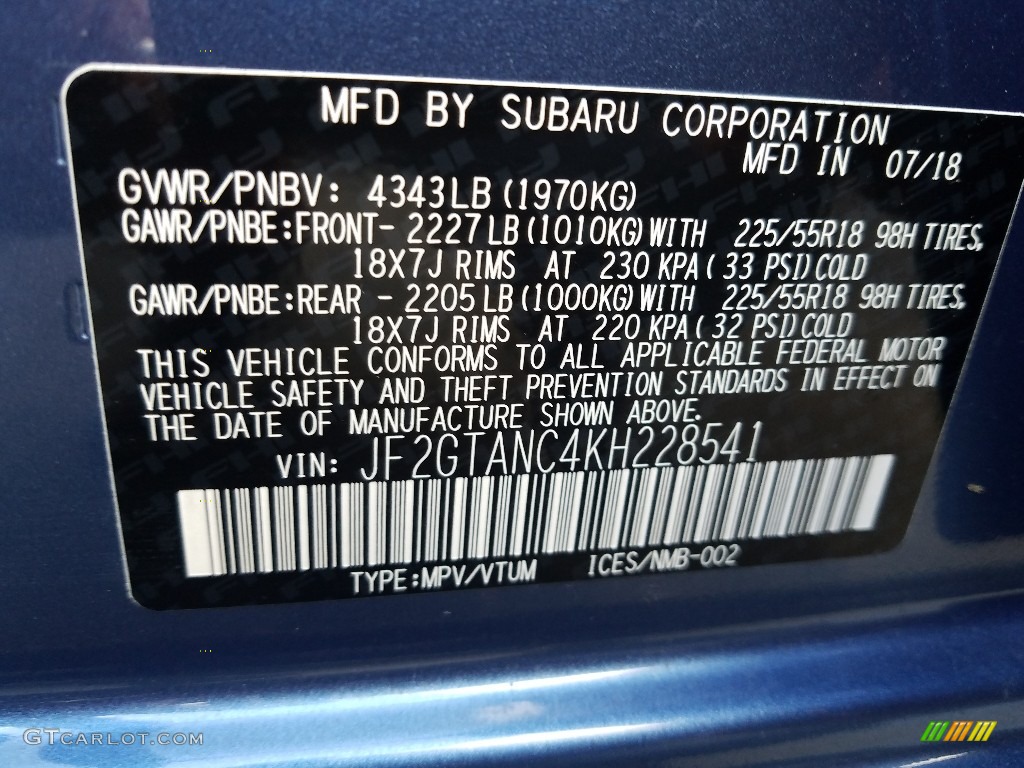 MFD BY SUBARU CORPORATION
MFD IN 07/18
GVWR/PNBV: 4343LB (1970KG)
GAWR/PNBE:FRONT- 2227LB(1010KG)WITH 225/55R18 98H TIRES,
18X7J RIMS AT 230 KPA( 33 PSI)COLD
GAWR/PNBE:REAR - 2205LB(1000KG)WITH 225/55R18 98H TIRES,
18X7J RIMS AT 220 KPA( 32 PSI)COLD
THIS VEHICLE CONFORMS TO ALL APPLICABLE FEDERAL MOTOR
VEHICLE SAFETY AND THEFT PREVENTION STANDARDS IN EFFECT ON
THE DATE OF MANUFACTURE SHOWN ABOVE.
VIN: JF2GTANC4KH228541
TYPE:MPV/VTUM ICES/NMB-002
GTCARLOT.COM